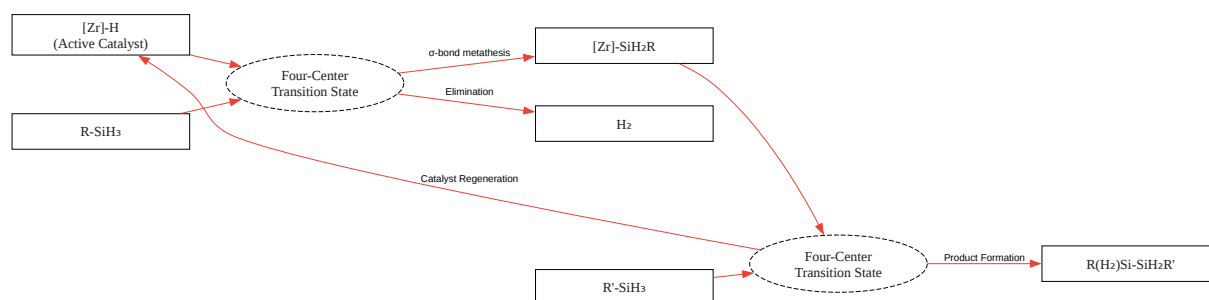 [Zr]-H
(Active Catalyst)
R-SiH₃
Four-Center
Transition State
σ-bond metathesis
Elimination
[Zr]-SiH₂R
H₂
Catalyst Regeneration
R'-SiH₃
Four-Center
Transition State
Product Formation
R(H₂)Si-SiH₂R'